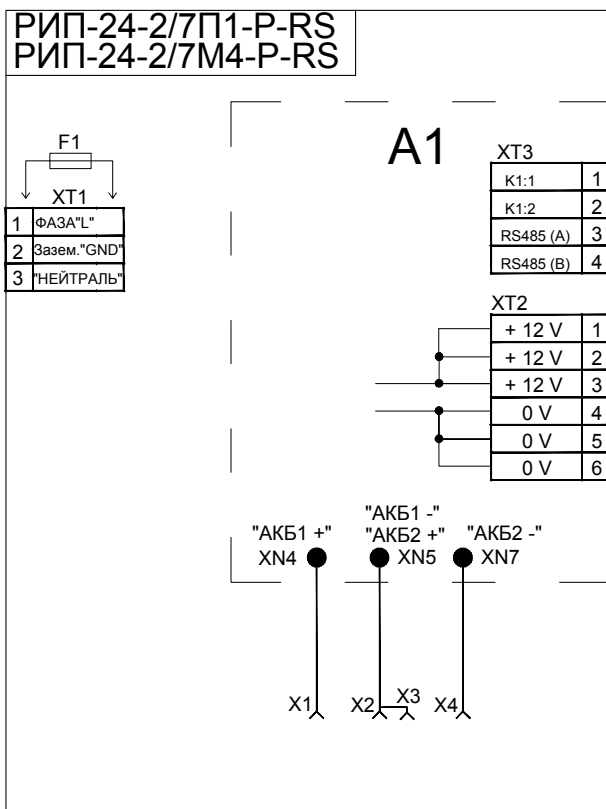 РИП-24-2/7П1-Р-RS
РИП-24-2/7М4-Р-RS
A1
F1
XT1
1 ФАЗА"L"
2 Зазем."GND"
3 "НЕЙТРАЛЬ"
XT3
K1:1 1
K1:2 2
RS485 (A) 3
RS485 (B) 4
XT2
+ 12 V 1
+ 12 V 2
+ 12 V 3
0 V 4
0 V 5
0 V 6
"АКБ1 +"
XN4
"АКБ1 -"
"АКБ2 +"
XN5
"АКБ2 -"
XN7
X1
X2
X3
X4